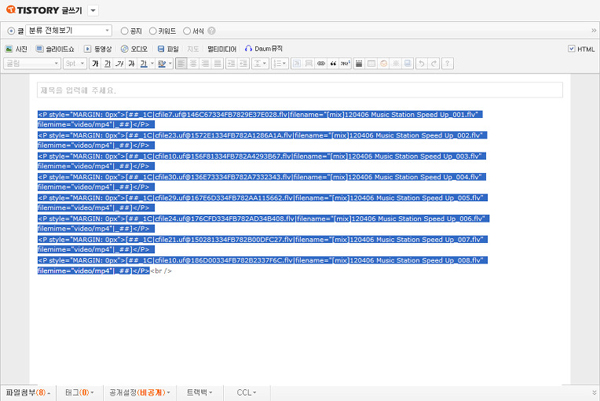 TISTORY 글쓰기
글 분류 전체보기 공지 키워드 서식
사진 슬라이드쇼 동영상 오디오 파일 지도 멀티미디어 Daum뮤직 HTML
굴림 9pt 가 가 가 가 가
제목을 입력해 주세요.
<P style="MARGIN: 0px">[##_1C|cfile7.uf@146C67334FB7829E37E028.flv|filename="[mix]120406 Music Station Speed Up_001.flv"
filemime="video/mp4"|_##]</P>
<P style="MARGIN: 0px">[##_1C|cfile23.uf@1572E1334FB782A1286A1A.flv|filename="[mix]120406 Music Station Speed Up_002.flv"
filemime="video/mp4"|_##]</P>
<P style="MARGIN: 0px">[##_1C|cfile10.uf@156F81334FB782A4293B67.flv|filename="[mix]120406 Music Station Speed Up_003.flv"
filemime="video/mp4"|_##]</P>
<P style="MARGIN: 0px">[##_1C|cfile30.uf@136E73334FB782A7332343.flv|filename="[mix]120406 Music Station Speed Up_004.flv"
filemime="video/mp4"|_##]</P>
<P style="MARGIN: 0px">[##_1C|cfile29.uf@167E6D334FB782AA115662.flv|filename="[mix]120406 Music Station Speed Up_005.flv"
filemime="video/mp4"|_##]</P>
<P style="MARGIN: 0px">[##_1C|cfile24.uf@176CFD334FB782AD34B408.flv|filename="[mix]120406 Music Station Speed Up_006.flv"
filemime="video/mp4"|_##]</P>
<P style="MARGIN: 0px">[##_1C|cfile21.uf@150281334FB782B00DFC27.flv|filename="[mix]120406 Music Station Speed Up_007.flv"
filemime="video/mp4"|_##]</P>
<P style="MARGIN: 0px">[##_1C|cfile10.uf@186D00334FB782B2337F6C.flv|filename="[mix]120406 Music Station Speed Up_008.flv"
filemime="video/mp4"|_##]</P><br />
파일첨부(8) 태그(0) 공개설정(비공개) 트랙백 CCL